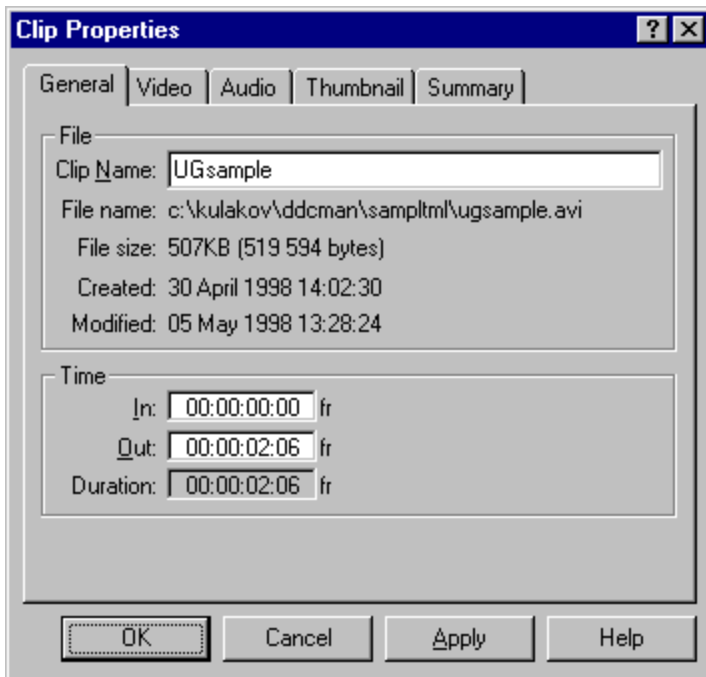 Clip Properties
General Video Audio Thumbnail Summary
File
Clip Name: UGsample
File name: c:\kulakov\ddcman\sampltml\ugsample.avi
File size: 507KB (519 594 bytes)
Created: 30 April 1998 14:02:30
Modified: 05 May 1998 13:28:24
Time
In: 00:00:00:00 fr
Out: 00:00:02:06 fr
Duration: 00:00:02:06 fr
OK Cancel Apply Help